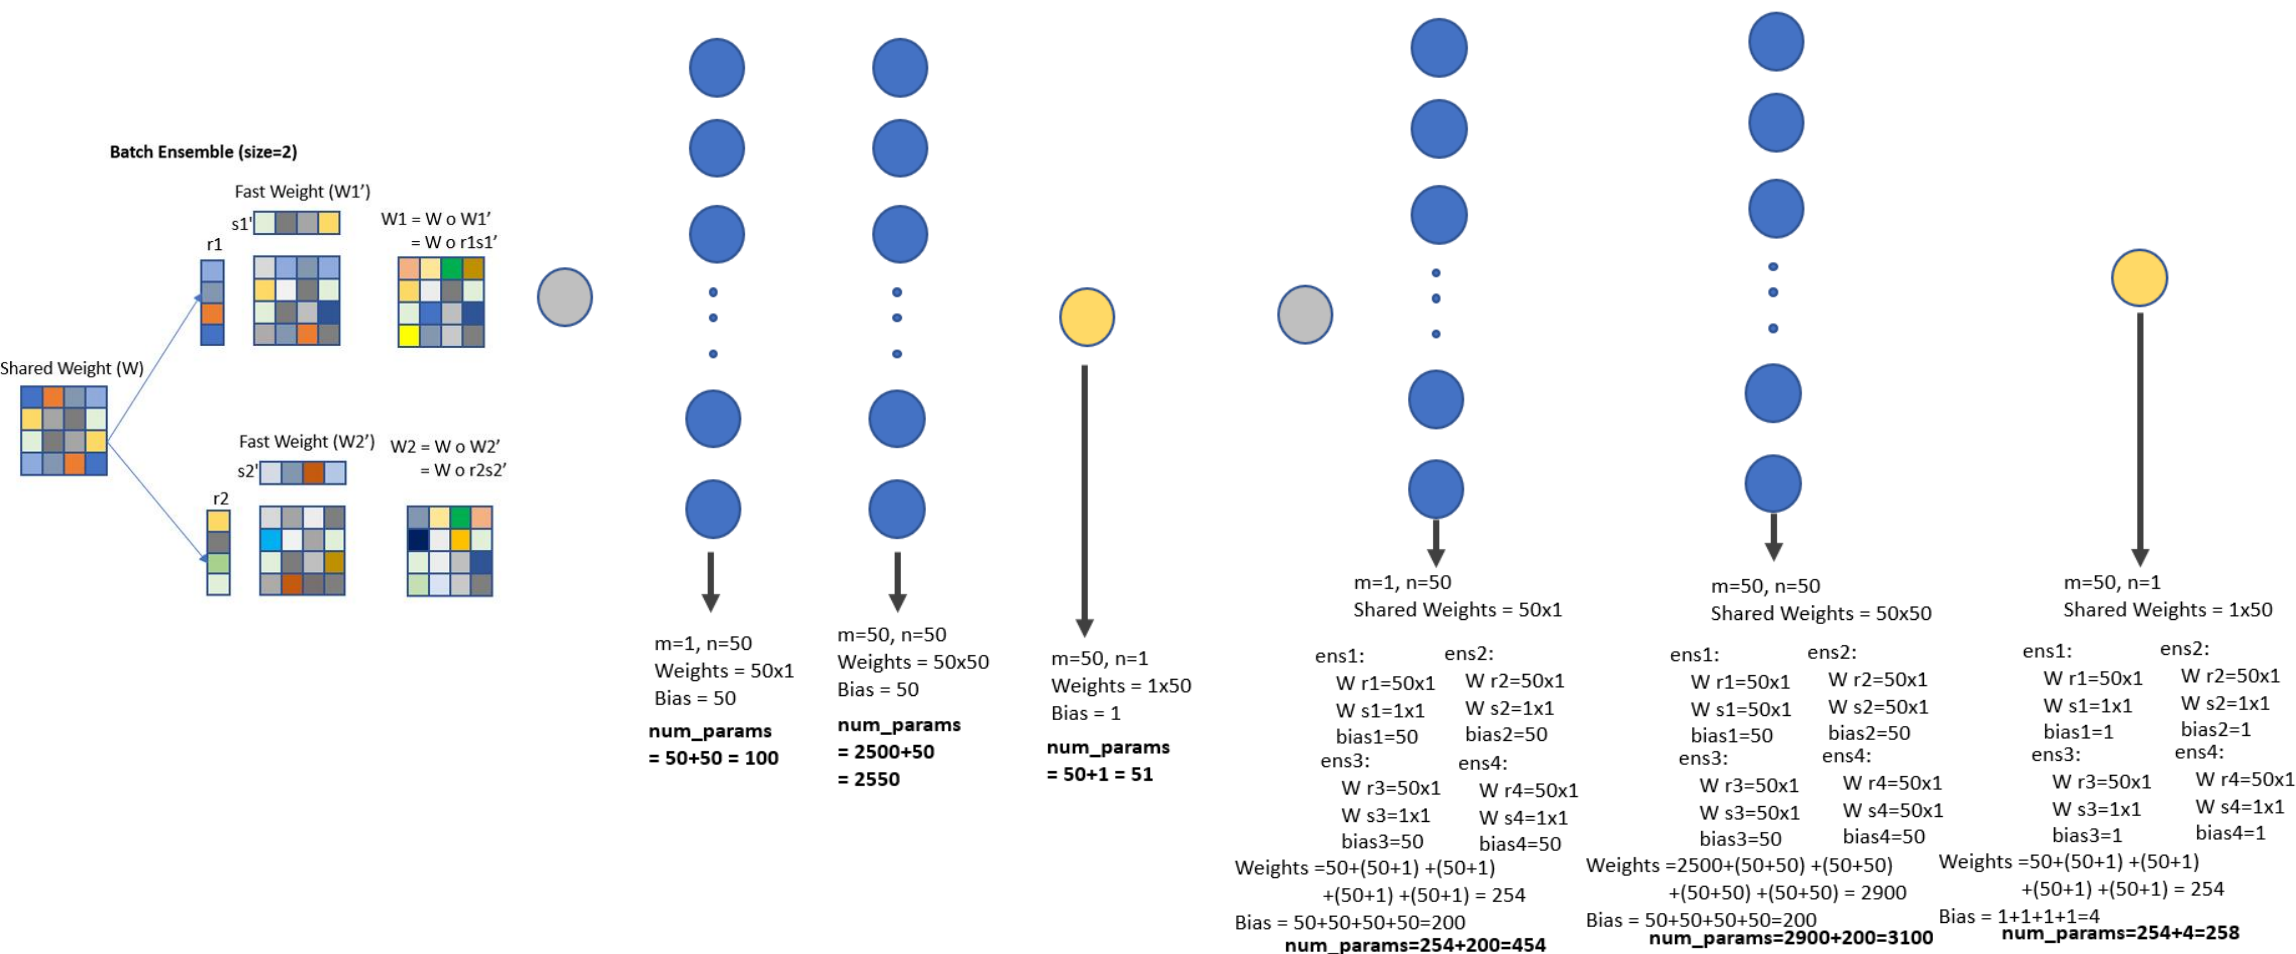 Batch Ensemble (size=2)
Fast Weight (W1’)
s1'
r1
W1 = W o W1’
= W o r1s1’
Shared Weight (W)
Fast Weight (W2’)
s2'
r2
W2 = W o W2’
= W o r2s2’
m=1, n=50
Weights = 50x1
Bias = 50
num_params
= 50+50 = 100
m=50, n=50
Weights = 50x50
Bias = 50
num_params
= 2500+50
= 2550
m=50, n=1
Weights = 1x50
Bias = 1
num_params
= 50+1 = 51
m=1, n=50
Shared Weights = 50x1
ens1:
W r1=50x1
W s1=1x1
bias1=50
ens2:
W r2=50x1
W s2=1x1
bias2=50
ens3:
W r3=50x1
W s3=1x1
bias3=50
ens4:
W r4=50x1
W s4=1x1
bias4=50
Weights =50+(50+1) +(50+1)
+(50+1) +(50+1) = 254
Bias = 50+50+50+50=200
num_params=254+200=454
m=50, n=50
Shared Weights = 50x50
ens1:
W r1=50x1
W s1=50x1
bias1=50
ens2:
W r2=50x1
W s2=50x1
bias2=50
ens3:
W r3=50x1
W s3=50x1
bias3=50
ens4:
W r4=50x1
W s4=50x1
bias4=50
Weights =2500+(50+50) +(50+50)
+(50+50) +(50+50) = 2900
Bias = 50+50+50+50=200
num_params=2900+200=3100
m=50, n=1
Shared Weights = 1x50
ens1:
W r1=50x1
W s1=1x1
bias1=1
ens2:
W r2=50x1
W s2=1x1
bias2=1
ens3:
W r3=50x1
W s3=1x1
bias3=1
ens4:
W r4=50x1
W s4=1x1
bias4=1
Weights =50+(50+1) +(50+1)
+(50+1) +(50+1) = 254
Bias = 1+1+1+1=4
num_params=254+4=258